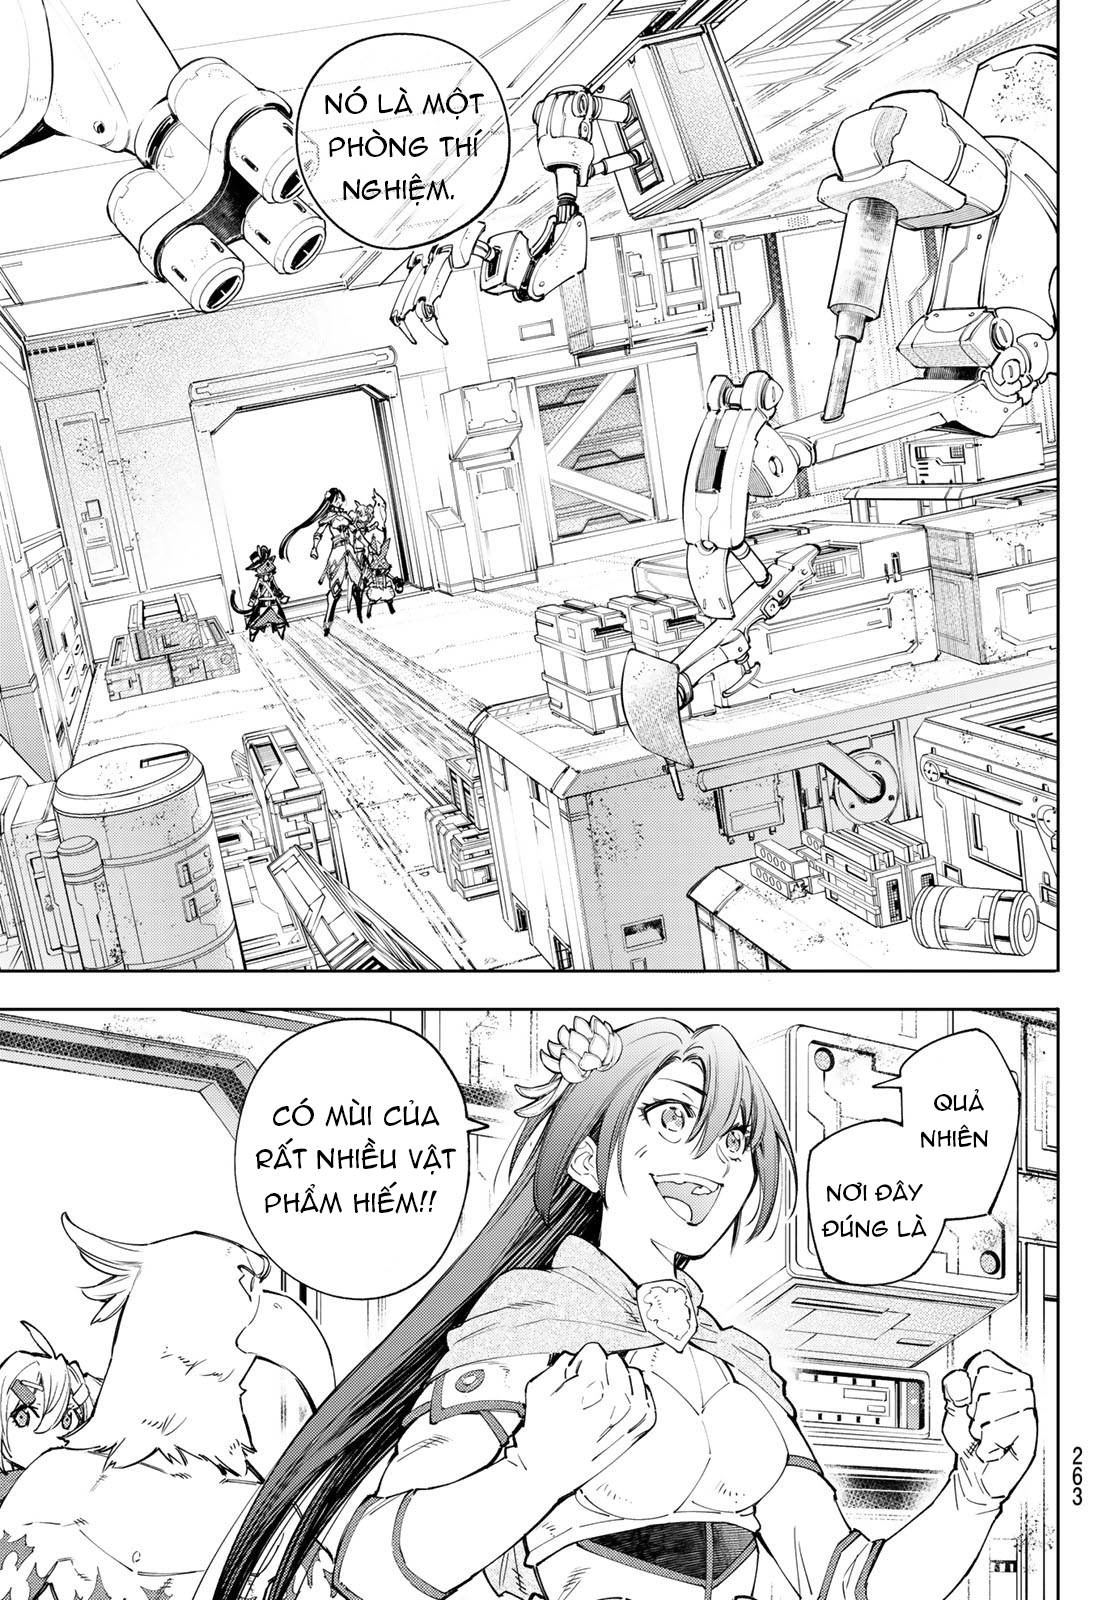 NÓ LÀ MỘT
PHÒNG THÍ
NGHIỆM.
QUẢ
NHIÊN
NƠI ĐÂY
ĐÚNG LÀ
CÓ MÙI CỦA
RẤT NHIỀU VẬT
PHẨM HIẾM!!
263